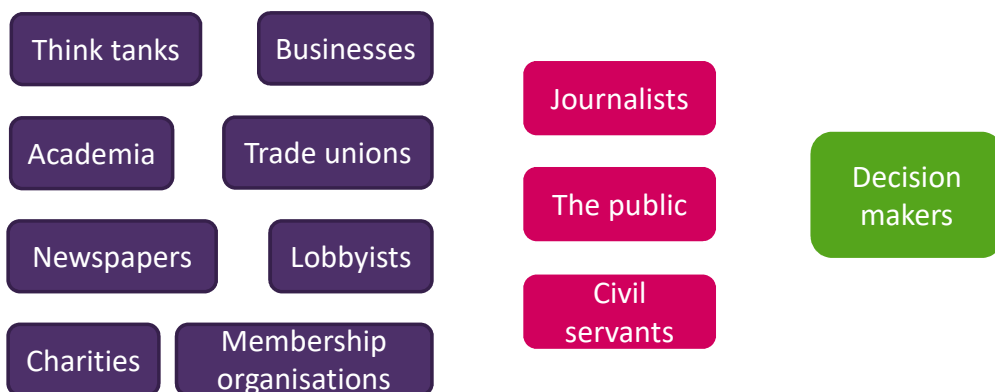 Think tanks
Businesses
Academia
Trade unions
Newspapers
Lobbyists
Charities
Membership
organisations
Journalists
The public
Civil
servants
Decision
makers